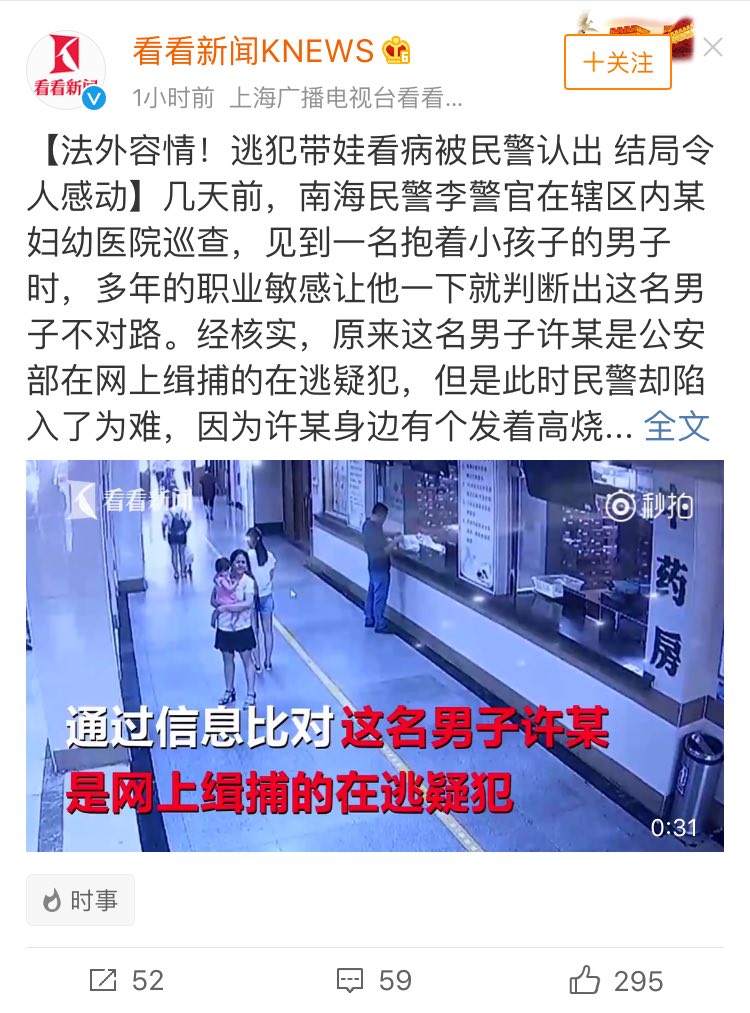 看看新闻KNEWS
1小时前 上海广播电视台看看...
+关注
看看新闻
【法外容情！逃犯带娃看病被民警认出 结局令
人感动】几天前，南海民警李警官在辖区内某
妇幼医院巡查，见到一名抱着小孩子的男子
时，多年的职业敏感让他一下就判断出这名男
子不对路。经核实，原来这名男子许某是公安
部在网上缉捕的在逃疑犯，但是此时民警却陷
入了为难，因为许某身边有个发着高烧... 全文
看看新闻
秒拍
药房
通过信息比对 这名男子许某
是网上缉捕的在逃疑犯
0:31
时事
52
59
295